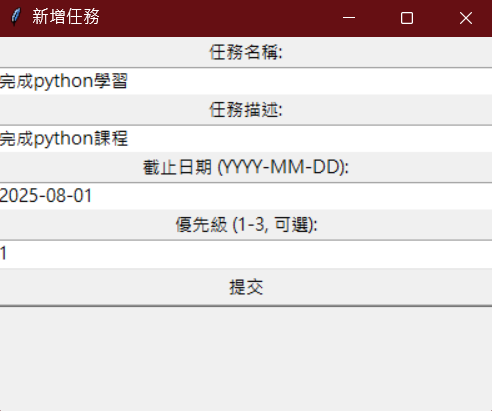 新增任務
任務名稱:
完成python學習
任務描述:
完成python課程
截止日期 (YYYY-MM-DD):
2025-08-01
優先級 (1-3, 可選):
1
提交